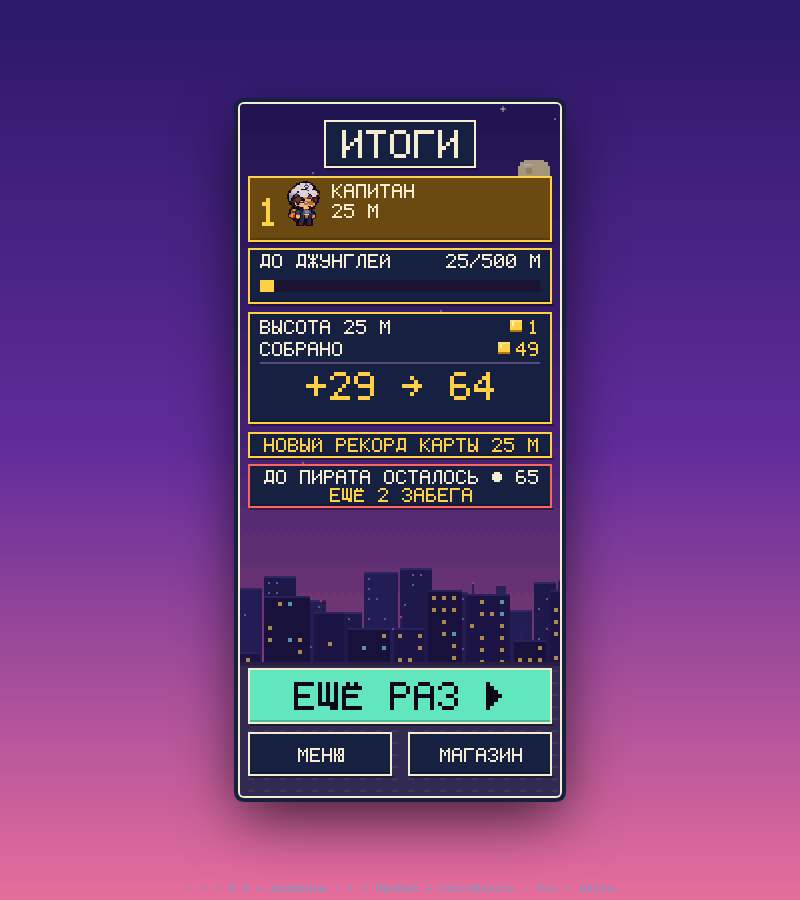 ИТОГИ
1
КАПИТАН
25 М
ДО ДЖУНГЛЕЙ 25/500 М
ВЫСОТА 25 М 1
СОБРАНО 49
+29 → 64
НОВЫЙ РЕКОРД КАРТЫ 25 М
ДО ПИРАТА ОСТАЛОСЬ ● 65
ЕЩЁ 2 ЗАБЕГА
ЕЩЁ РАЗ ▶
МЕНЮ
МАГАЗИН